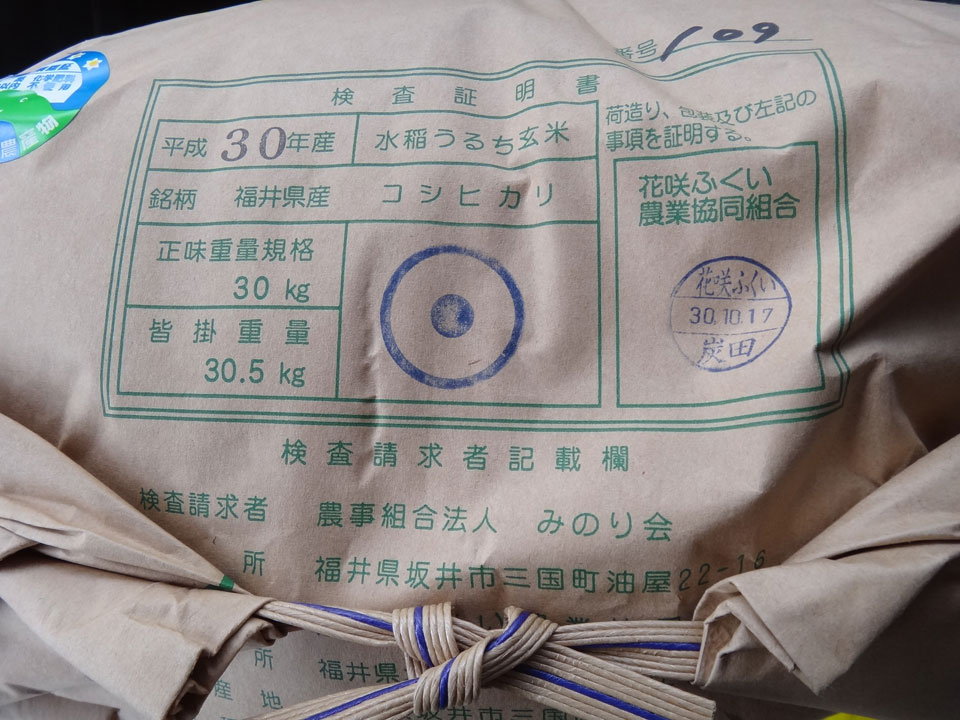 番号 109
検査証明書
平成 30年産 水稲うるち玄米
銘柄 福井県産 コシヒカリ
正味重量規格
30 kg
皆掛重量
30.5 kg
荷造り、包装及び左記の
事項を証明する。
花咲ふくい
農業協同組合
花咲ふくい
30.10.17
炭田
検査請求者記載欄
検査請求者 農事組合法人 みのり会
所 福井県坂井市三国町油屋22-16
所 福井県
産地
産物